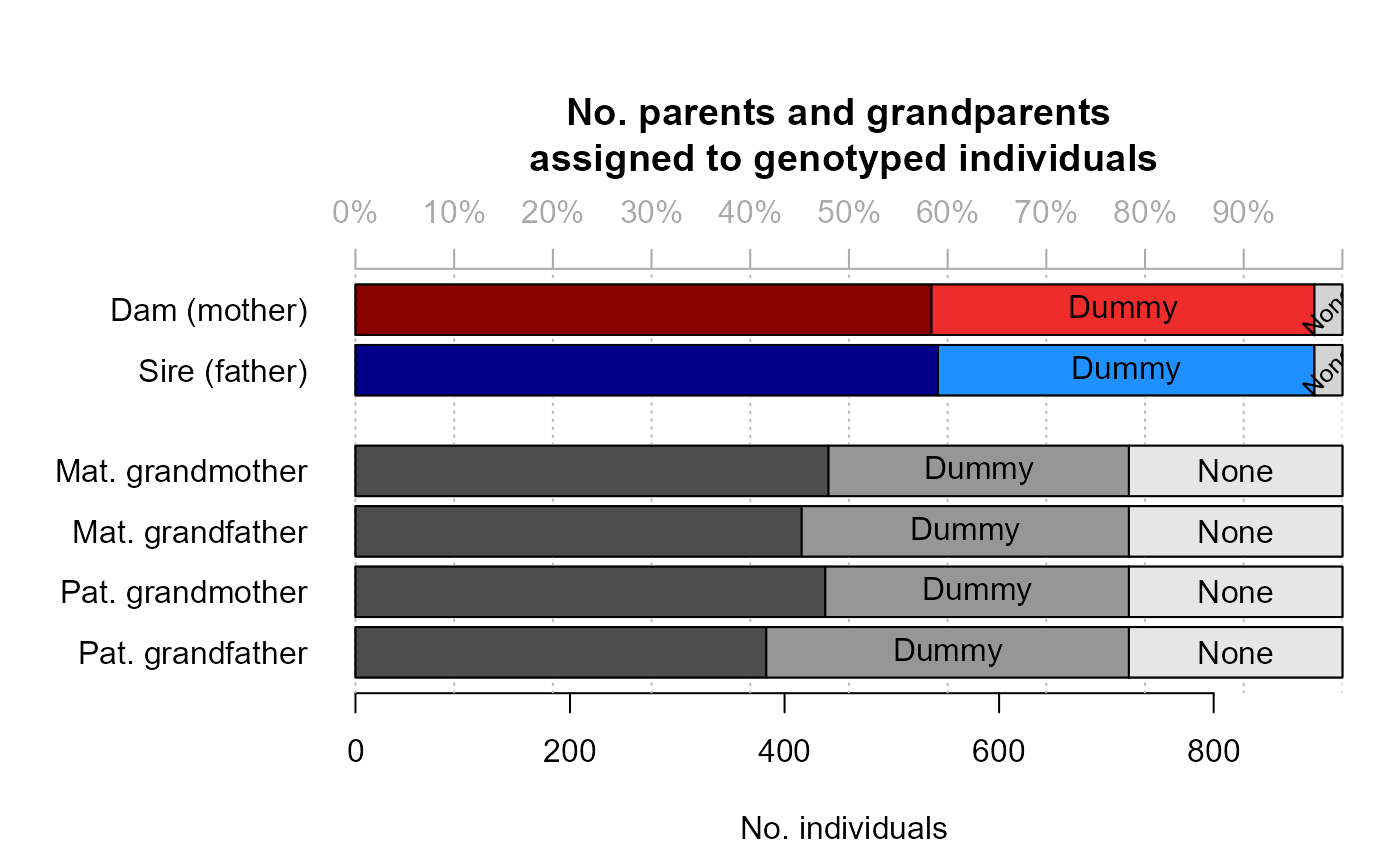 No. parents and grandparents
assigned to genotyped individuals
0% 10% 20% 30% 40% 50% 60% 70% 80% 90%
Dam (mother) Dummy None
Sire (father) Dummy None
Mat. grandmother Dummy None
Mat. grandfather Dummy None
Pat. grandmother Dummy None
Pat. grandfather Dummy None
0 200 400 600 800
No. individuals